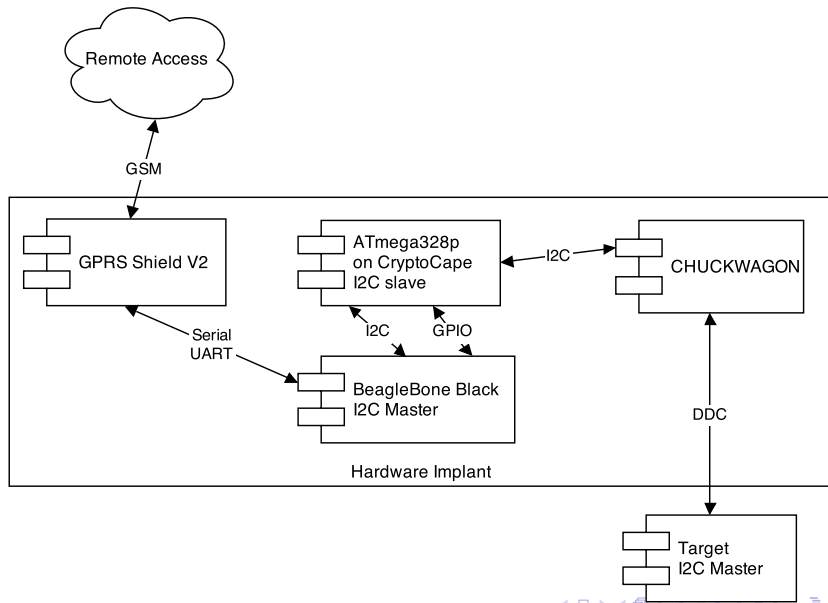 Remote Access
GSM
GPRS Shield V2
ATmega328p
on CryptoCape
I2C slave
I2C
CHUCKWAGON
Serial
UART
I2C
GPIO
BeagleBone Black
I2C Master
DDC
Hardware Implant
Target
I2C Master